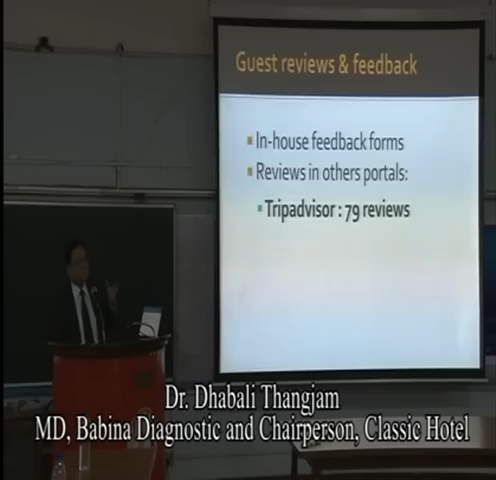 Guest reviews & feedback
In-house feedback forms
Reviews in others portals:
Tripadvisor : 79 reviews
Dr. Dhabali Thangjam
MD, Babina Diagnostic and Chairperson, Classic Hotel